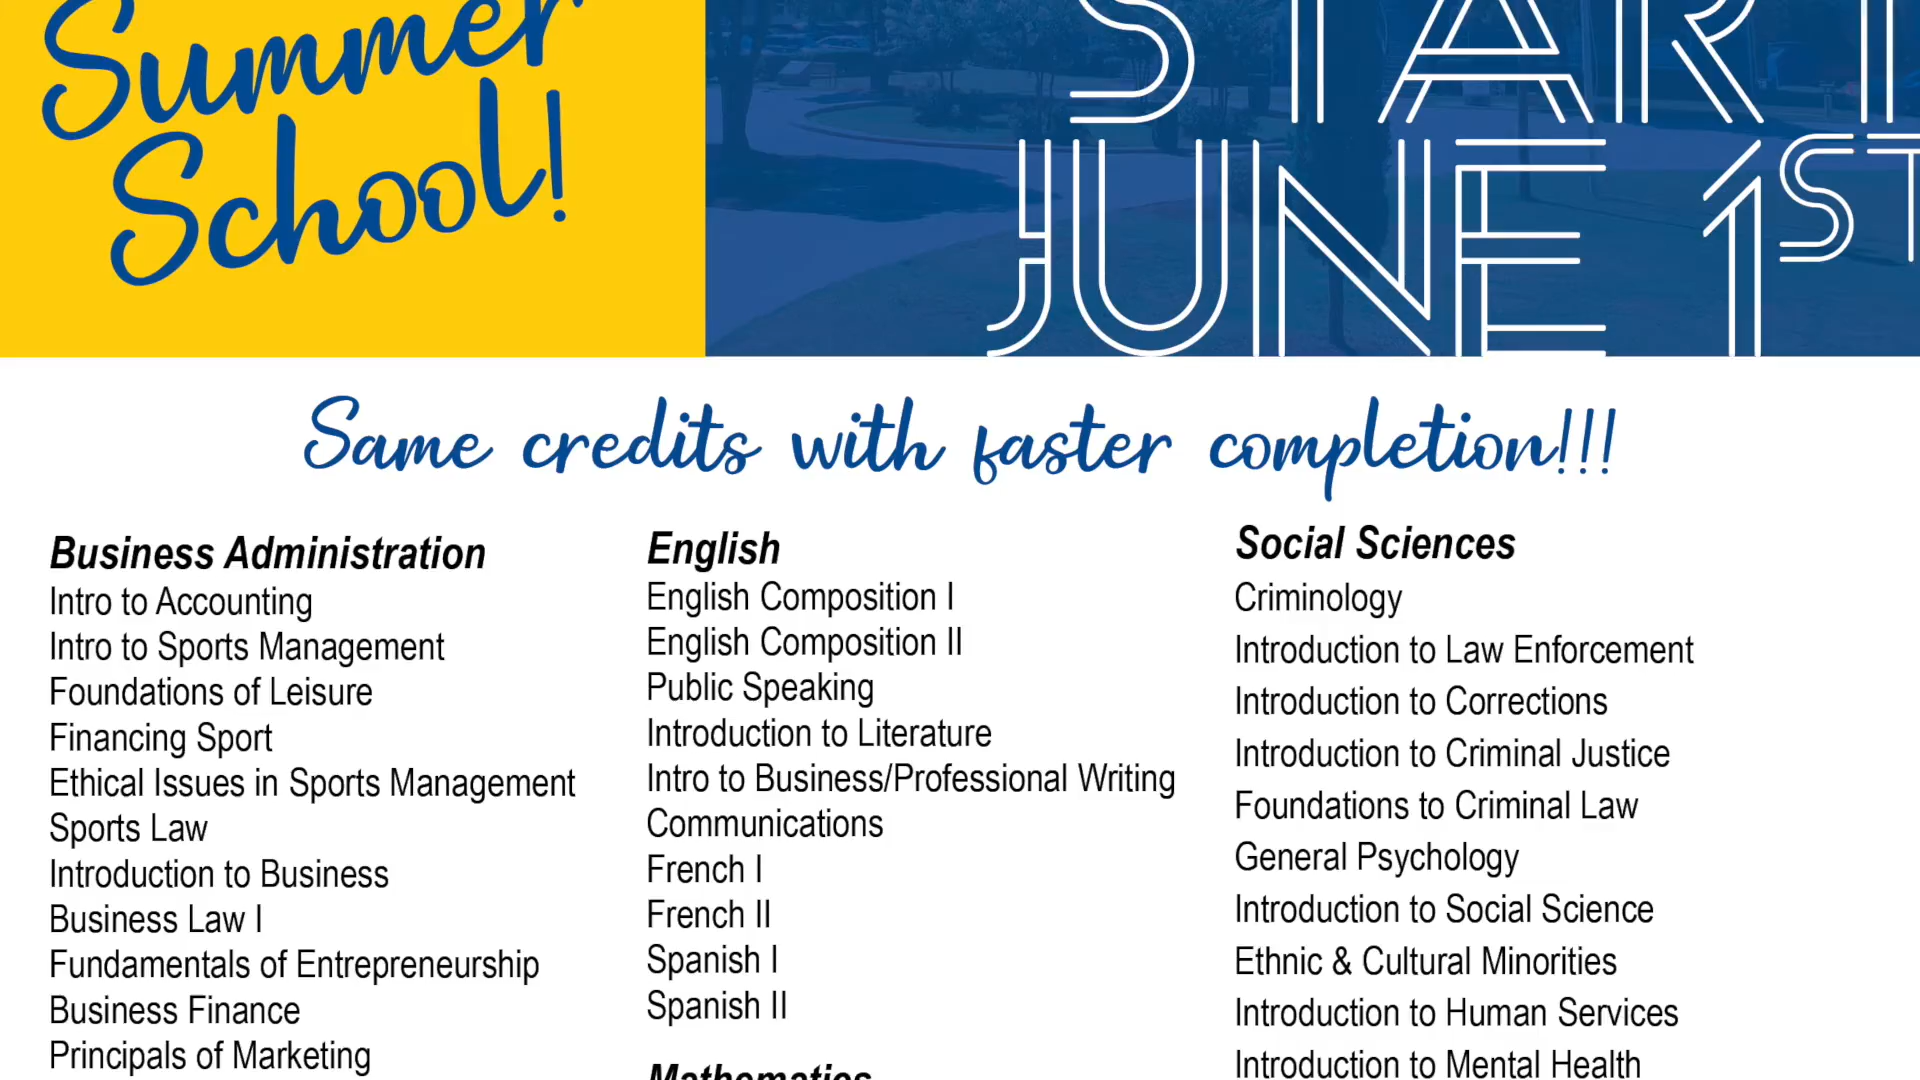 Summer
School!
START
JUNE 1ST
Same credits with faster completion!!!
Business Administration
Intro to Accounting
Intro to Sports Management
Foundations of Leisure
Financing Sport
Ethical Issues in Sports Management
Sports Law
Introduction to Business
Business Law I
Fundamentals of Entrepreneurship
Business Finance
Principals of Marketing
English
English Composition I
English Composition II
Public Speaking
Introduction to Literature
Intro to Business/Professional Writing
Communications
French I
French II
Spanish I
Spanish II
Mathematics
Social Sciences
Criminology
Introduction to Law Enforcement
Introduction to Corrections
Introduction to Criminal Justice
Foundations to Criminal Law
General Psychology
Introduction to Social Science
Ethnic & Cultural Minorities
Introduction to Human Services
Introduction to Mental Health